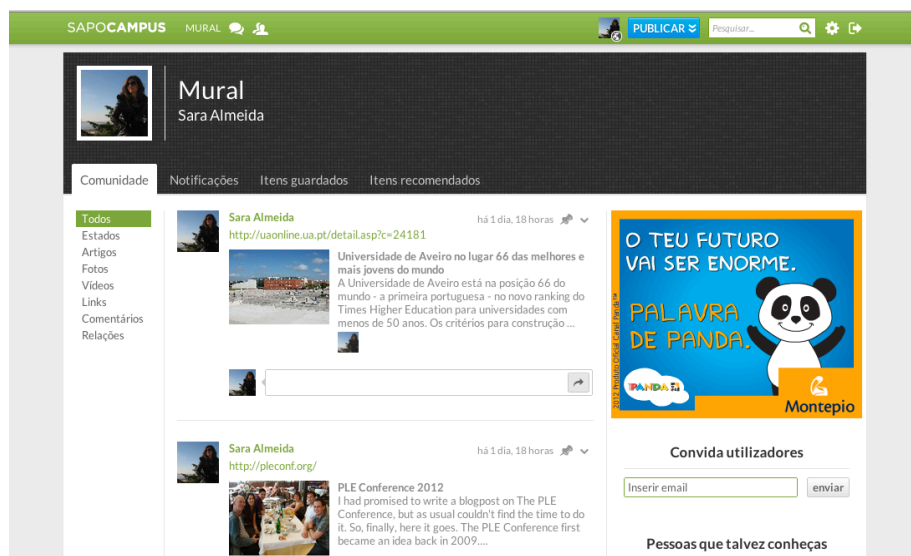 SAPOCAMPUS MURAL PUBLICAR Pesquisar...
Mural
Sara Almeida
Comunidade Notificações Itens guardados Itens recomendados
Todos
Estados
Artigos
Fotos
Vídeos
Links
Comentários
Relações
Sara Almeida há 1 dia, 18 horas
http://uaonline.ua.pt/detail.asp?c=24181
Universidade de Aveiro no lugar 66 das melhores e
mais jovens do mundo
A Universidade de Aveiro está na posição 66 do
mundo - a primeira portuguesa - no novo ranking do
Times Higher Education para universidades com
menos de 50 anos. Os critérios para construção ...
Sara Almeida há 1 dia, 18 horas
http://pleconf.org/
PLE Conference 2012
I had promised to write a blogpost on The PLE
Conference, but as usual couldn't find the time to do
it. So, finally, here it goes. The PLE Conference first
became an idea back in 2009....
O TEU FUTURO
VAI SER ENORME.
PALAVRA
DE PANDA.
2012 Produto Oficial Canal Panda™
PANDA
Montepio
Convida utilizadores
Inserir email enviar
Pessoas que talvez conheças